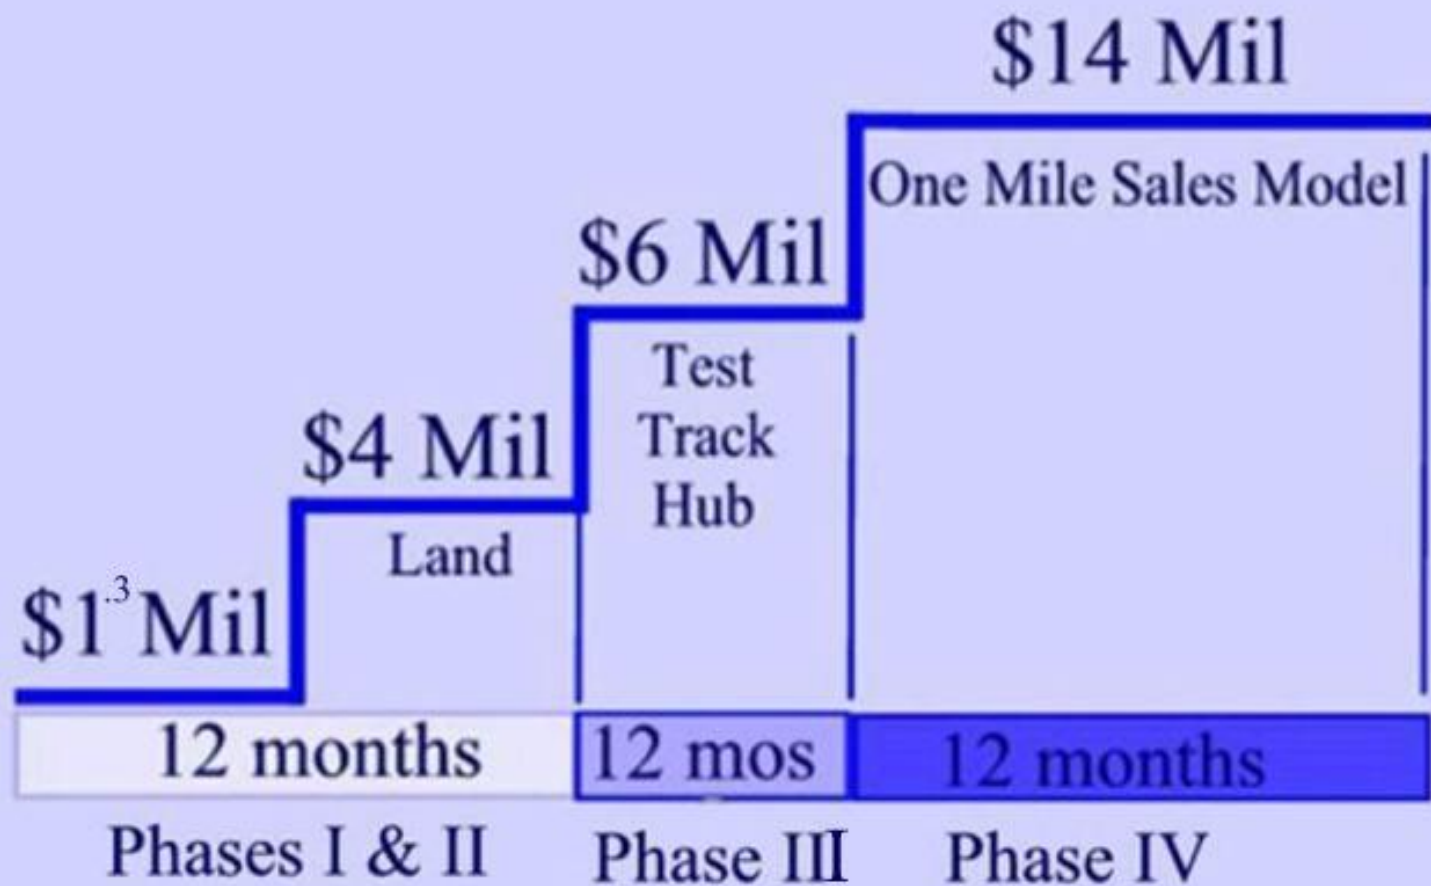 $14 Mil
One Mile Sales Model
$6 Mil
Test
Track
Hub
$4 Mil
Land
$1.3 Mil
12 months
12 mos
12 months
Phases I & II
Phase III
Phase IV